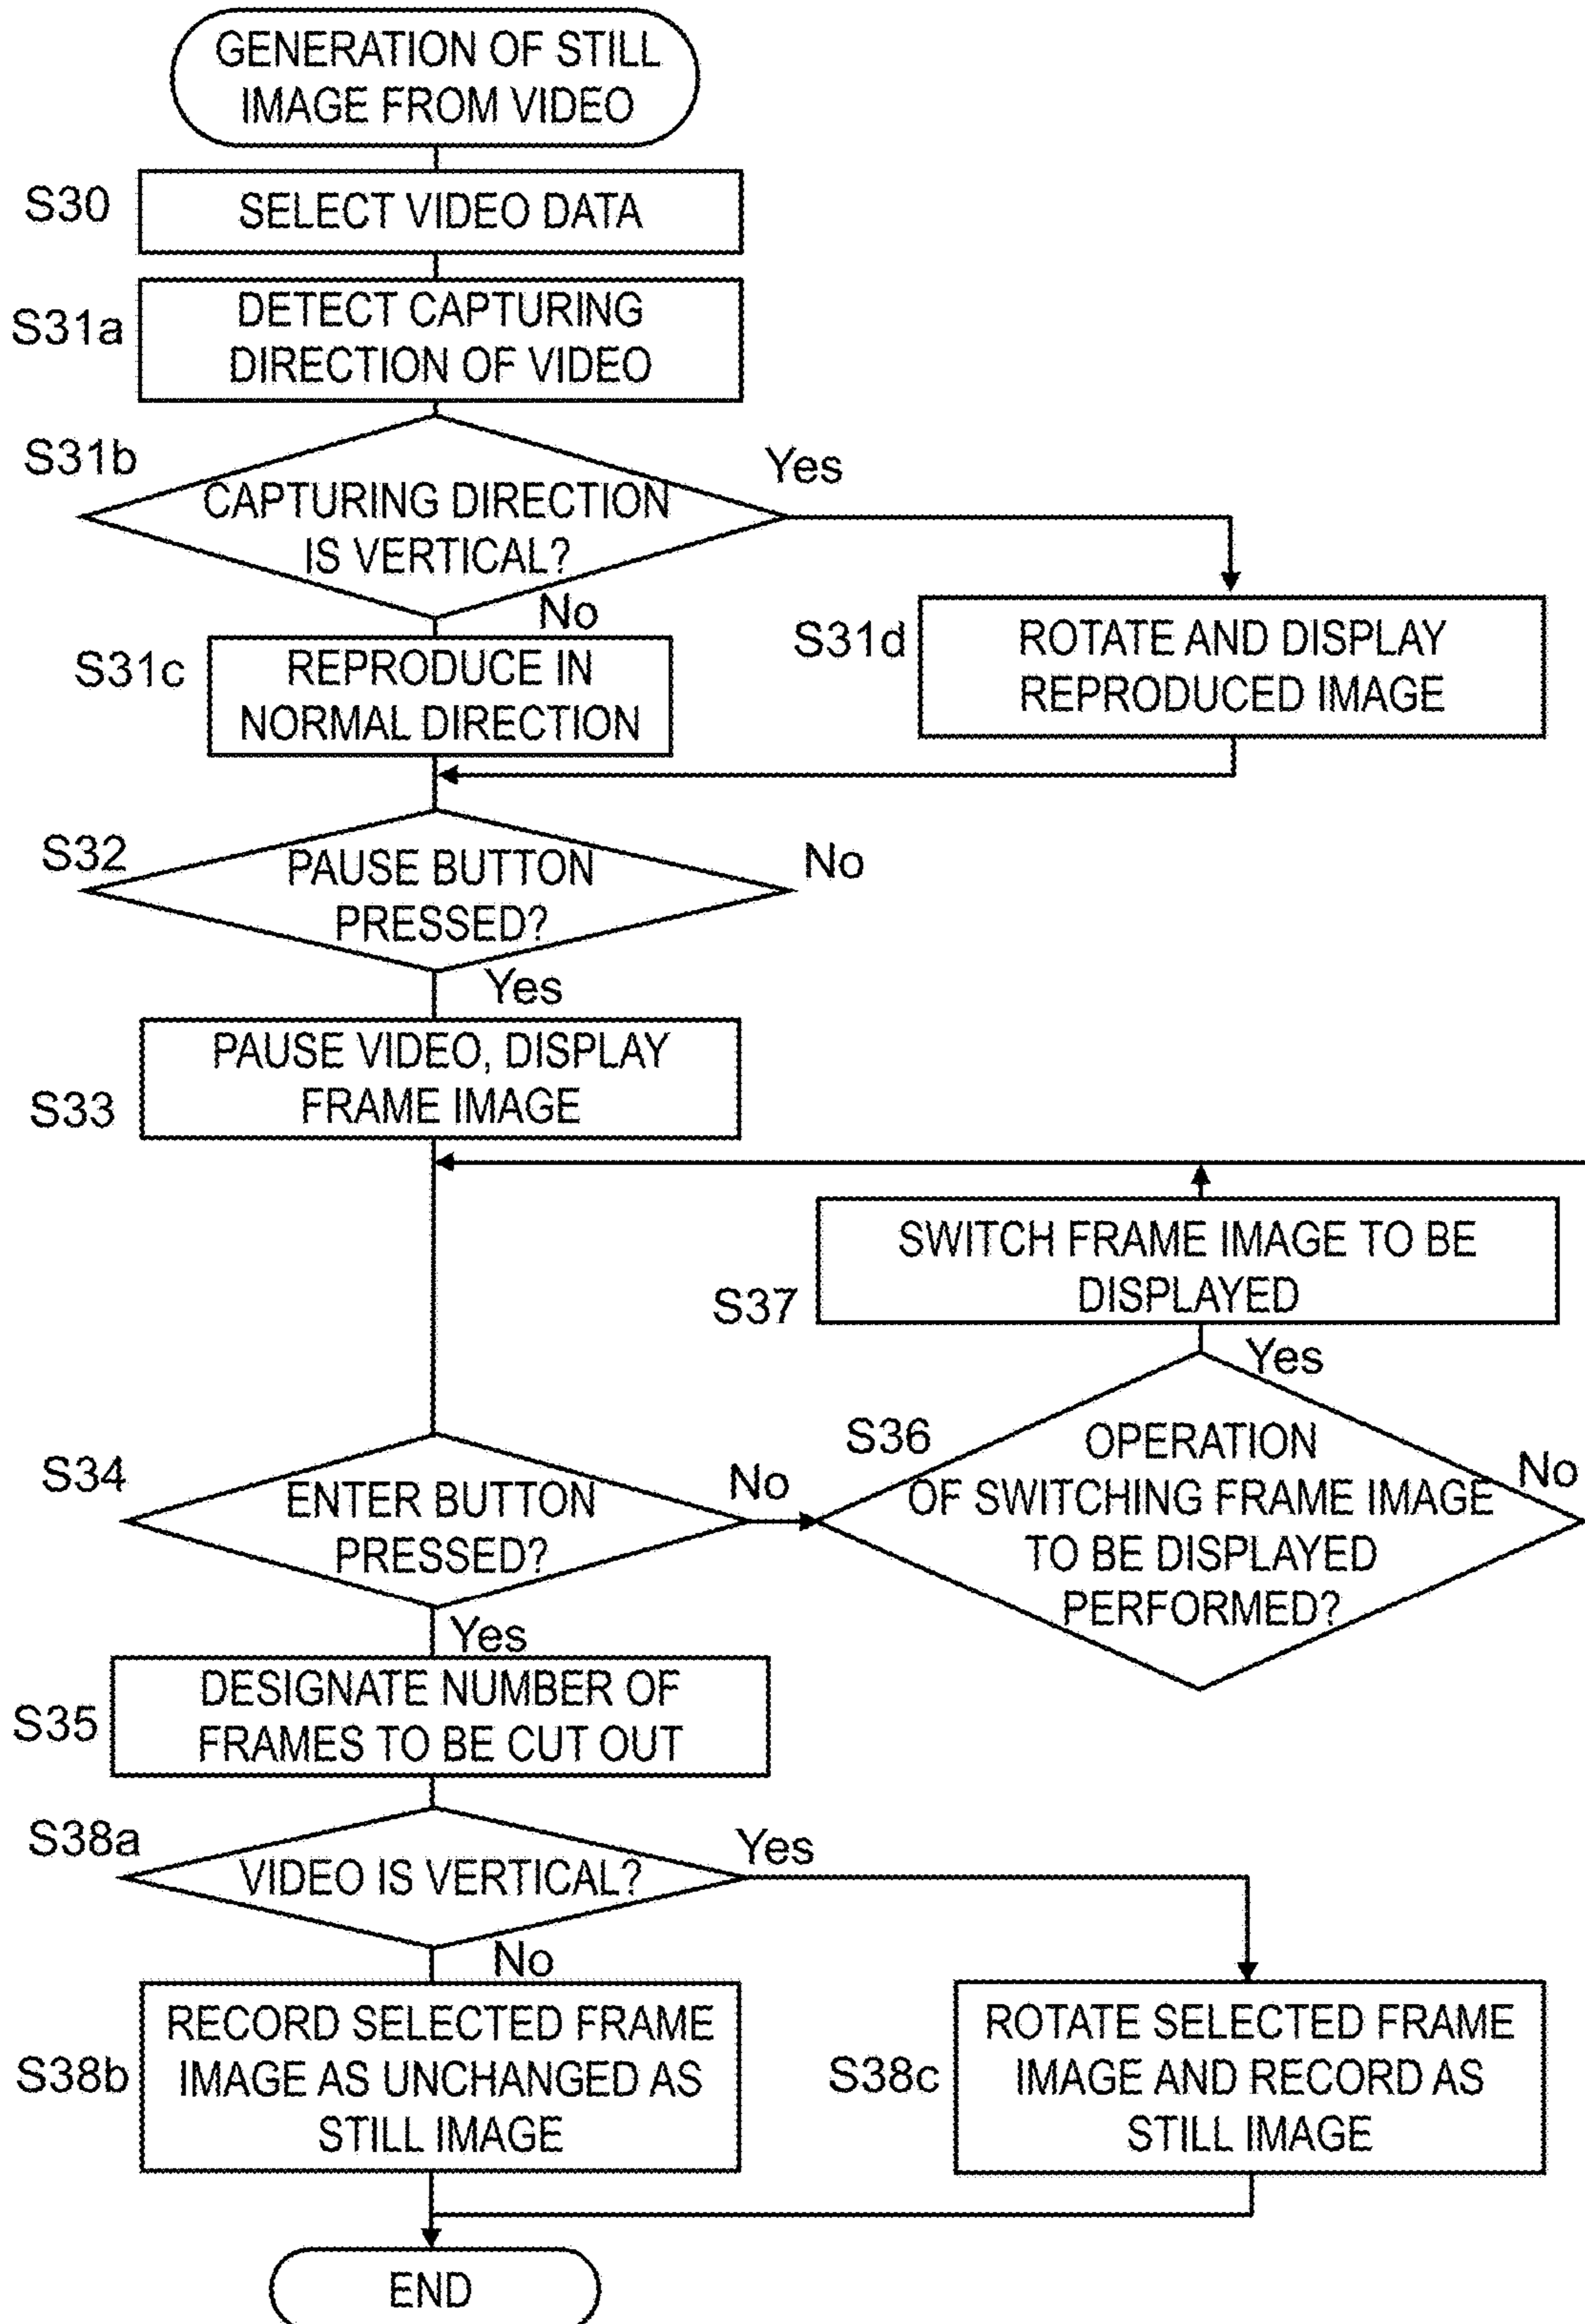 GENERATION OF STILL
IMAGE FROM VIDEO
S30
SELECT VIDEO DATA
S31a
DETECT CAPTURING
DIRECTION OF VIDEO
S31b
CAPTURING DIRECTION
IS VERTICAL?
Yes
No
S31c
REPRODUCE IN
NORMAL DIRECTION
S31d
ROTATE AND DISPLAY
REPRODUCED IMAGE
S32
PAUSE BUTTON
PRESSED?
No
Yes
S33
PAUSE VIDEO, DISPLAY
FRAME IMAGE
SWITCH FRAME IMAGE TO BE
DISPLAYED
S37
Yes
S36
OPERATION
OF SWITCHING FRAME IMAGE
TO BE DISPLAYED
PERFORMED?
No
S34
ENTER BUTTON
PRESSED?
No
Yes
S35
DESIGNATE NUMBER OF
FRAMES TO BE CUT OUT
S38a
VIDEO IS VERTICAL?
Yes
No
S38b
RECORD SELECTED FRAME
IMAGE AS UNCHANGED AS
STILL IMAGE
S38c
ROTATE SELECTED FRAME
IMAGE AND RECORD AS
STILL IMAGE
END